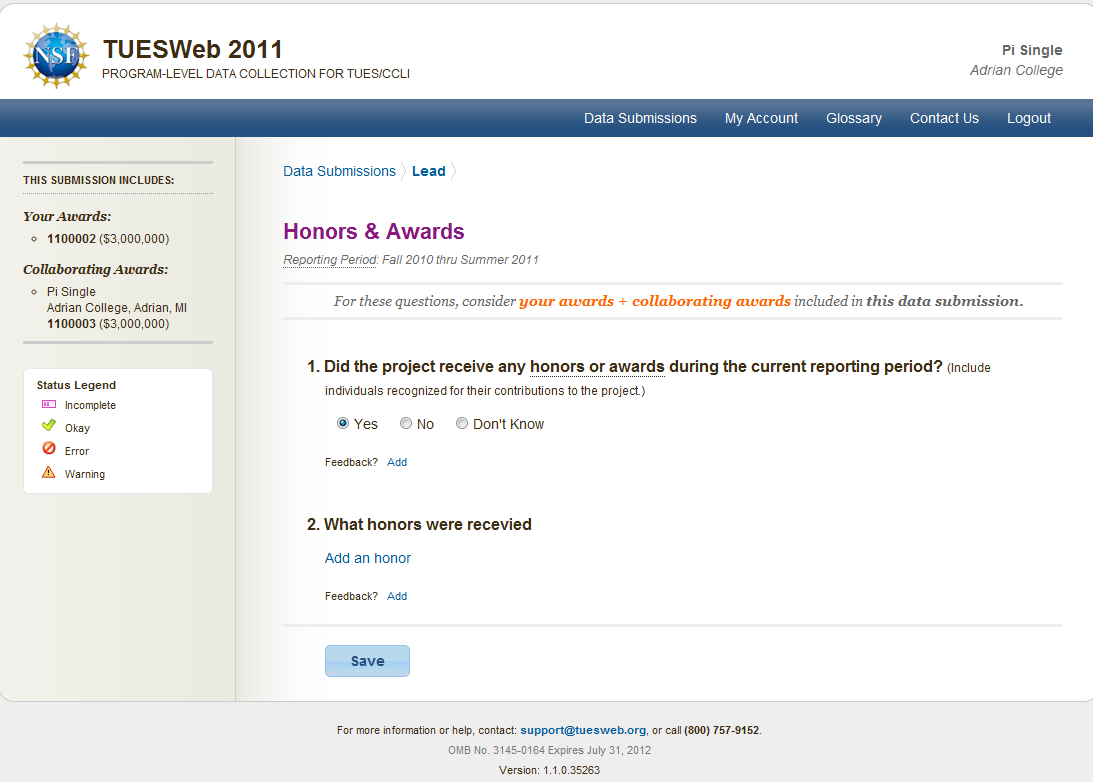 NSF
TUESWeb 2011
PROGRAM-LEVEL DATA COLLECTION FOR TUES/CCLI
Pi Single
Adrian College
Data Submissions My Account Glossary Contact Us Logout
THIS SUBMISSION INCLUDES:
Your Awards:
1100002 ($3,000,000)
Collaborating Awards:
Pi Single
Adrian College, Adrian, MI
1100003 ($3,000,000)
Status Legend
Incomplete
Okay
Error
Warning
Data Submissions Lead
Honors & Awards
Reporting Period: Fall 2010 thru Summer 2011
For these questions, consider your awards + collaborating awards included in this data submission.
1. Did the project receive any honors or awards during the current reporting period? (Include
individuals recognized for their contributions to the project.)
Yes No Don't Know
Feedback? Add
2. What honors were recevied
Add an honor
Feedback? Add
Save
For more information or help, contact: support@tuesweb.org, or call (800) 757-9152.
OMB No. 3145-0164 Expires July 31, 2012
Version: 1.1.0.35263